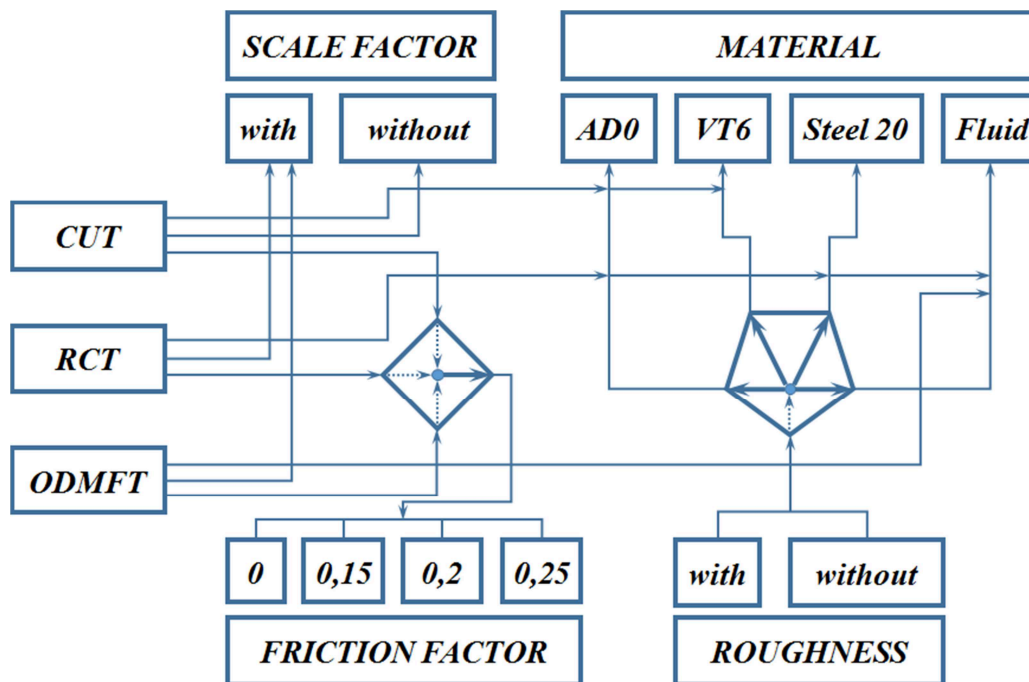 SCALE FACTOR
MATERIAL
with
without
AD0
VT6
Steel 20
Fluid
CUT
RCT
ODMFT
0
0,15
0,2
0,25
with
without
FRICTION FACTOR
ROUGHNESS